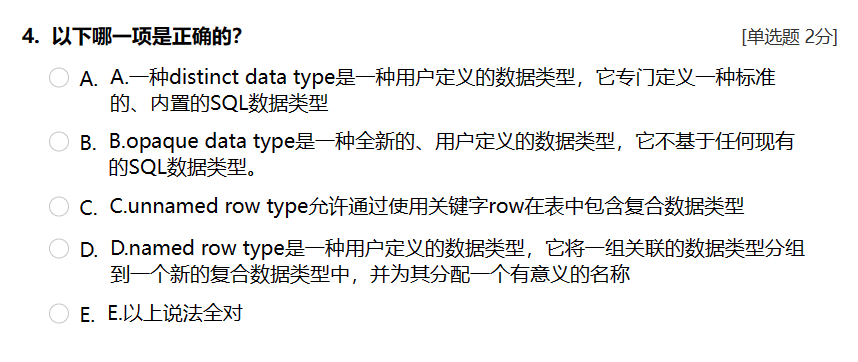 4. 以下哪一项是正确的? [单选题 2分]
A. A.一种distinct data type是一种用户定义的数据类型，它专门定义一种标准
的、内置的SQL数据类型
B. B.opaque data type是一种全新的、用户定义的数据类型，它不基于任何现有
的SQL数据类型。
C. C.unnamed row type允许通过使用关键字row在表中包含复合数据类型
D. D.named row type是一种用户定义的数据类型，它将一组关联的数据类型分组
到一个新的复合数据类型中，并为其分配一个有意义的名称
E. E.以上说法全对